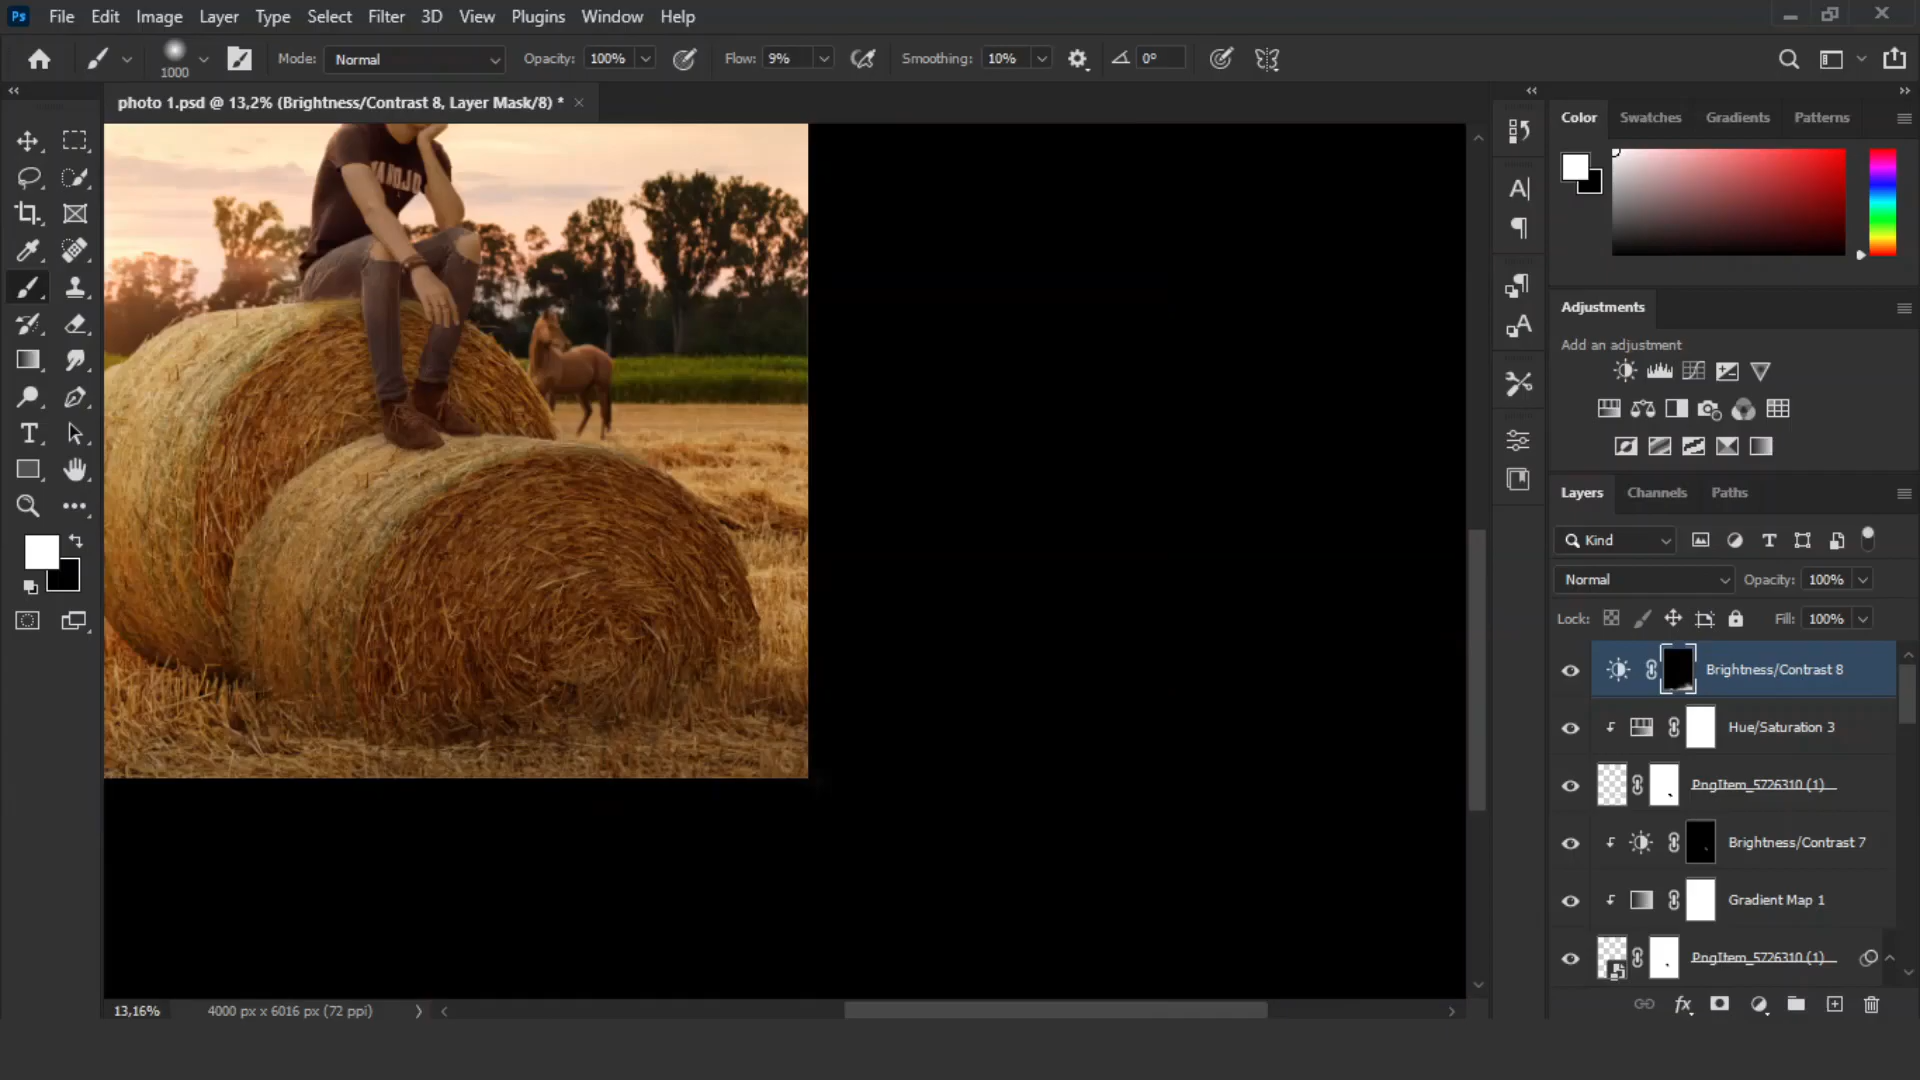 Ps File Edit Image Layer Type Select Filter 3D View Plugins Window Help
1000 Mode: Normal Opacity: 100% Flow: 9% Smoothing: 10% 0°
photo 1.psd @ 13,2% (Brightness/Contrast 8, Layer Mask/8) *
Color Swatches Gradients Patterns
Adjustments
Add an adjustment
Layers Channels Paths
Kind
Normal Opacity: 100%
Lock: Fill: 100%
Brightness/Contrast 8
Hue/Saturation 3
PngItem_5726310 (1)
Brightness/Contrast 7
Gradient Map 1
PngItem_5726310 (1)
13,16% 4000 px x 6016 px (72 ppi)